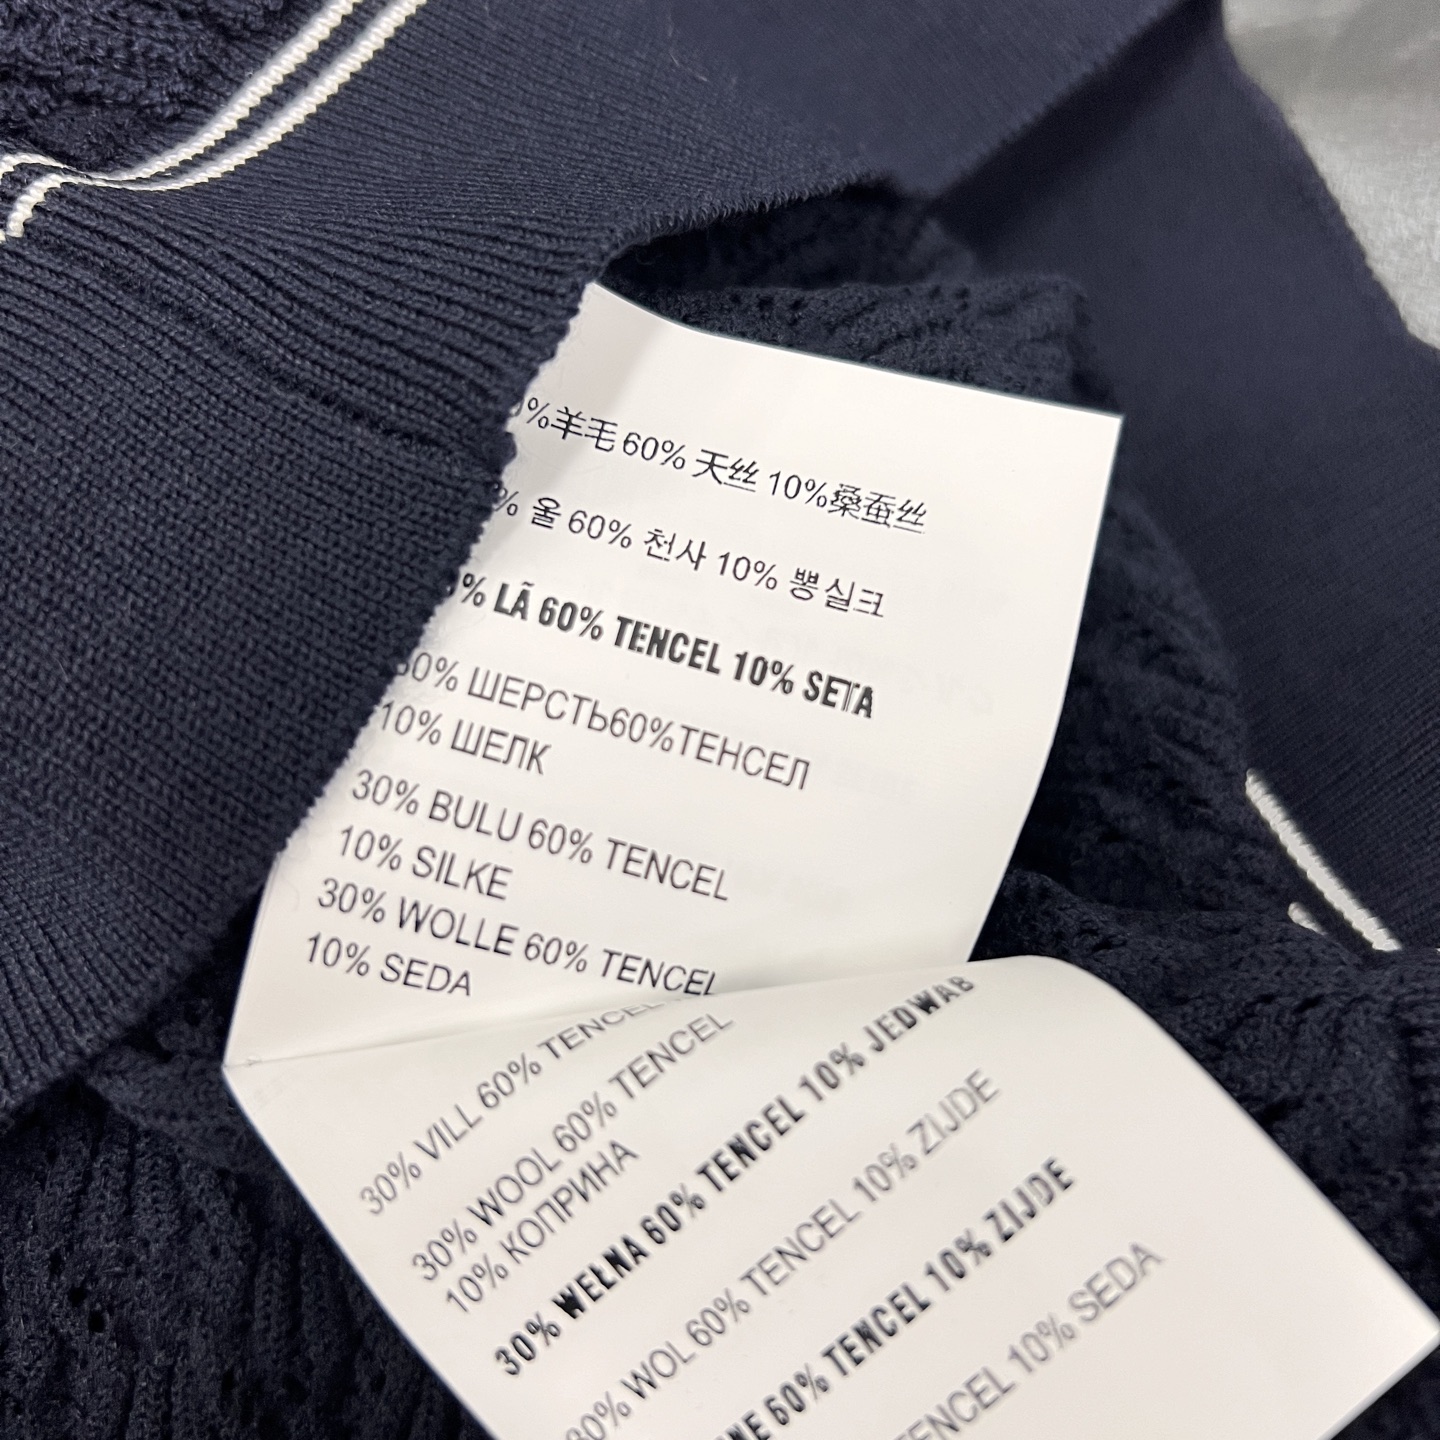 %羊毛 60% 天丝 10%桑蚕丝
% 울 60% 천사 10% 뽕실크
% LÃ 60% TENCEL 10% SETA
30% ШЕРСТЬ60%ТЕНСЕЛ
10% ШЕЛК
30% BULU 60% TENCEL
10% SILKE
30% WOLLE 60% TENCEL
10% SEDA
30% VILL 60% TENCEL
30% WOOL 60% TENCEL
10% КОПРИНА
30% WEŁNA 60% TENCEL 10% JEDWAB
30% WOL 60% TENCEL 10% ZIJDE
NE 60% TENCEL 10% ZIJDE
TENCEL 10% SEDA